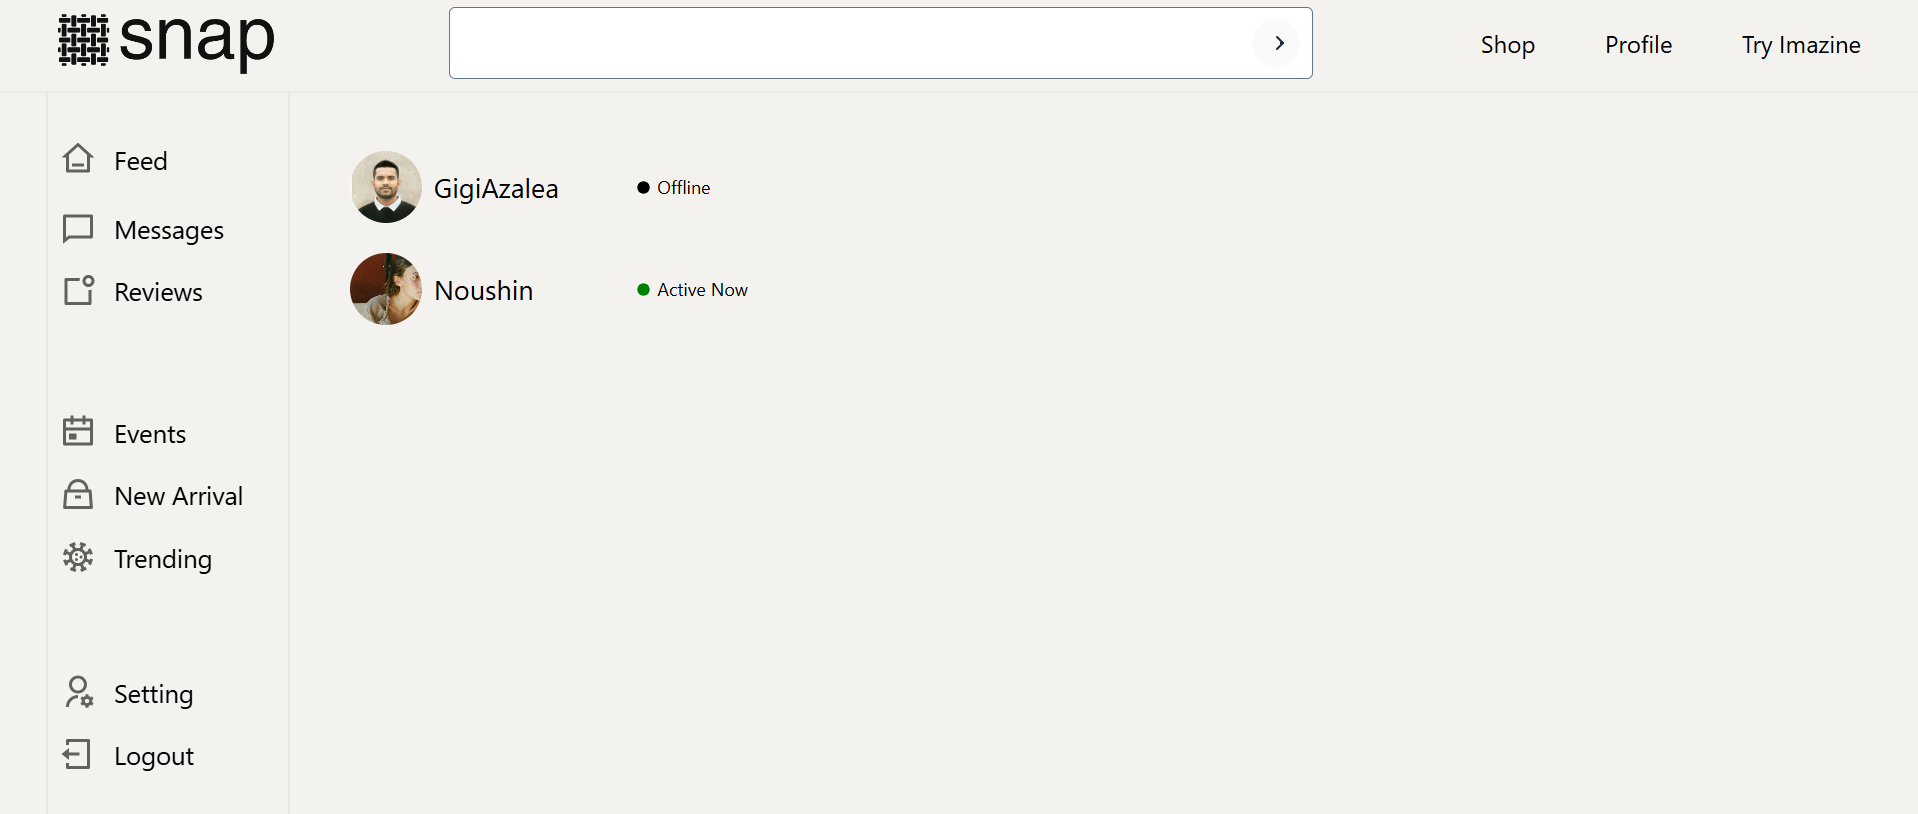 snap
Shop
Profile
Try Imazine
Feed
Messages
Reviews
Events
New Arrival
Trending
Setting
Logout
GigiAzalea
Offline
Noushin
Active Now